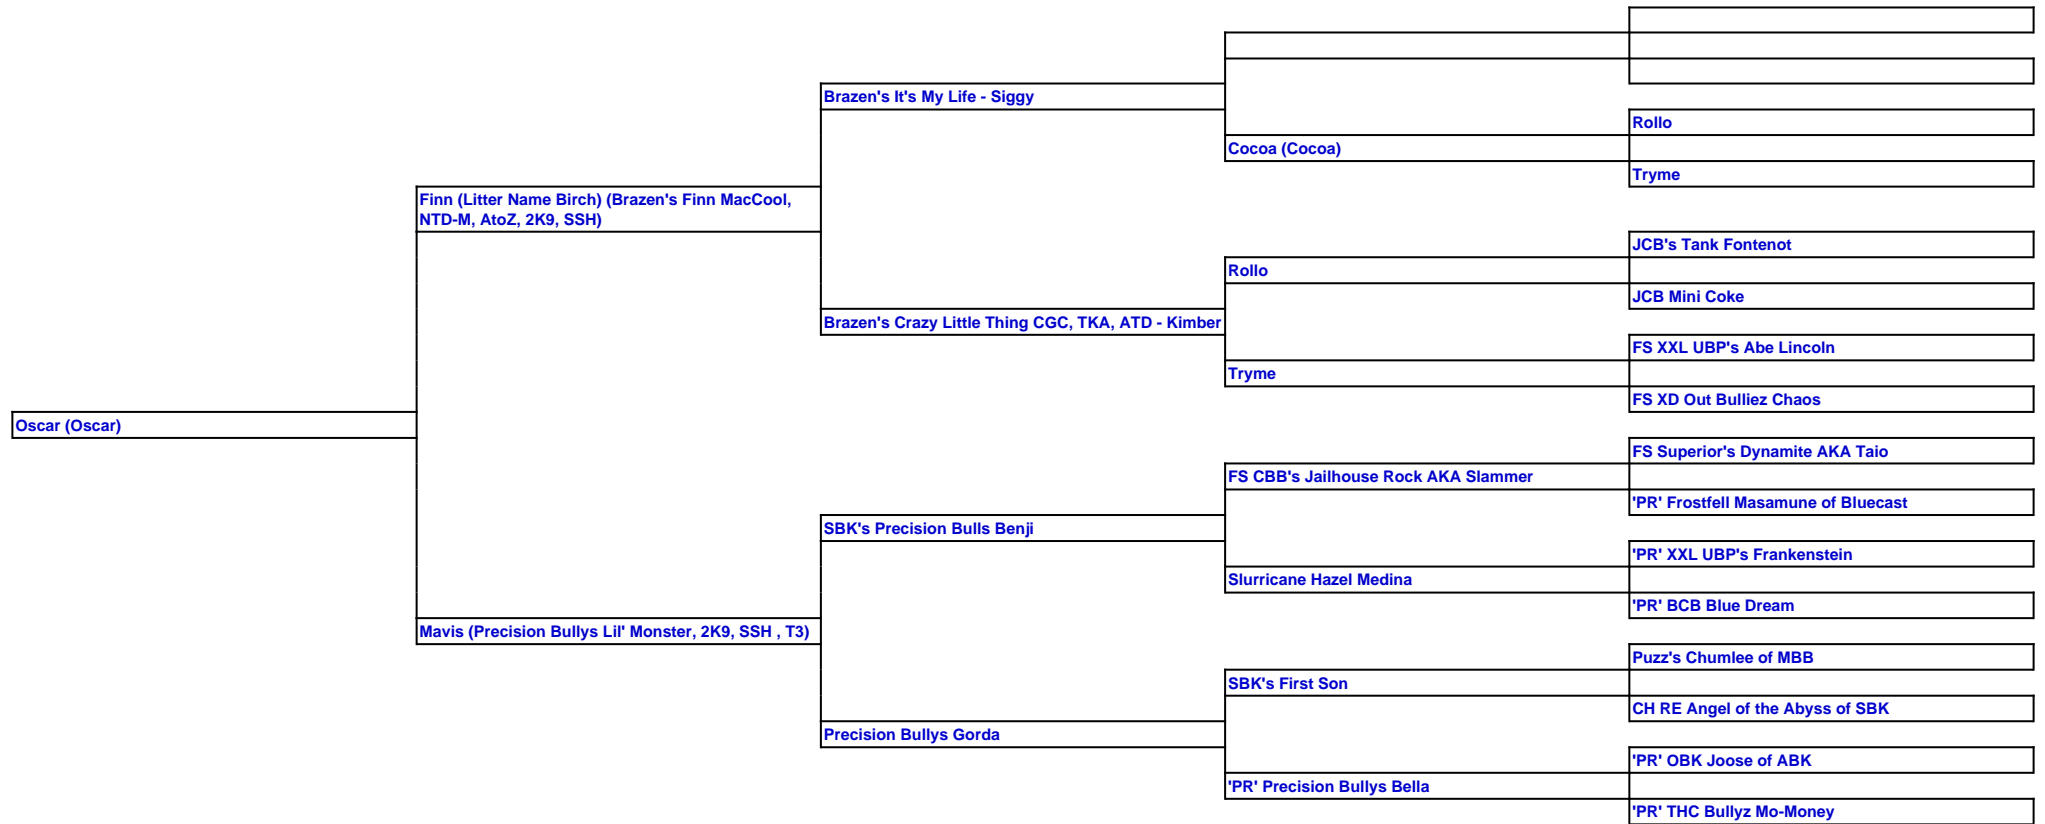 Brazen's It's My Life - Siggy
Rollo
Cocoa (Cocoa)
Tryme
Finn (Litter Name Birch) (Brazen's Finn MacCool,
NTD-M, AtoZ, 2K9, SSH)
JCB's Tank Fontenot
Rollo
JCB Mini Coke
Brazen's Crazy Little Thing CGC, TKA, ATD - Kimber
FS XXL UBP's Abe Lincoln
Tryme
FS XD Out Bulliez Chaos
Oscar (Oscar)
FS Superior's Dynamite AKA Taio
FS CBB's Jailhouse Rock AKA Slammer
'PR' Frostfell Masamune of Bluecast
SBK's Precision Bulls Benji
'PR' XXL UBP's Frankenstein
Slurricane Hazel Medina
'PR' BCB Blue Dream
Mavis (Precision Bullys Lil' Monster, 2K9, SSH , T3)
Puzz's Chumlee of MBB
SBK's First Son
CH RE Angel of the Abyss of SBK
Precision Bullys Gorda
'PR' OBK Joose of ABK
'PR' Precision Bullys Bella
'PR' THC Bullyz Mo-Money